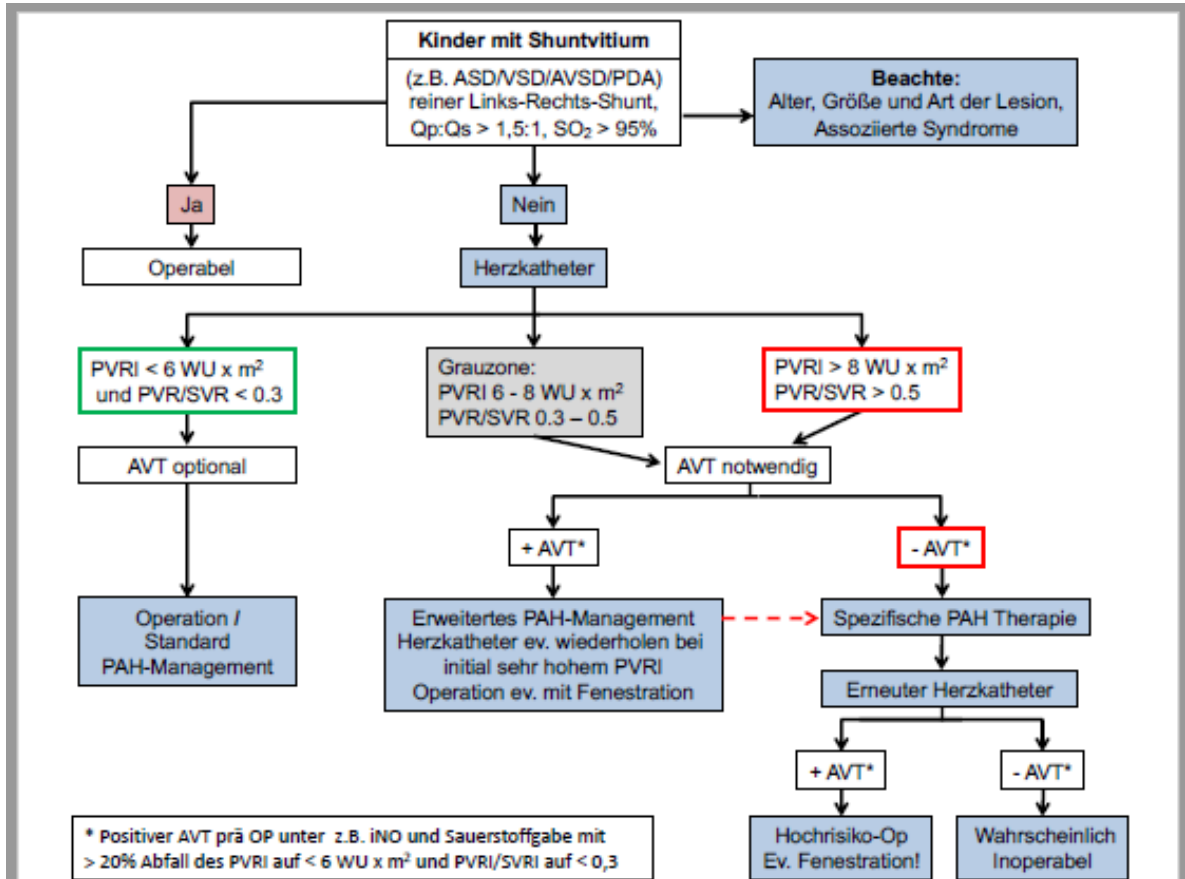 Kinder mit Shuntvitium
(z.B. ASD/VSD/AVSD/PDA)
reiner Links-Rechts-Shunt,
Qp:Qs > 1,5:1, SO₂ > 95%
Beachte:
Alter, Größe und Art der Lesion,
Assoziierte Syndrome
Ja
Nein
Operabel
Herzkatheter
PVRI < 6 WU x m²
und PVR/SVR < 0.3
Grauzone:
PVRI 6 - 8 WU x m²
PVR/SVR 0.3 – 0.5
PVRI > 8 WU x m²
PVR/SVR > 0.5
AVT optional
AVT notwendig
+ AVT*
- AVT*
Operation /
Standard
PAH-Management
Erweitertes PAH-Management
Herzkatheter ev. wiederholen bei
initial sehr hohem PVRI
Operation ev. mit Fenestration
Spezifische PAH Therapie
Erneuter Herzkatheter
+ AVT*
- AVT*
Hochrisiko-Op
Ev. Fenestration!
Wahrscheinlich
Inoperabel
* Positiver AVT prä OP unter z.B. iNO und Sauerstoffgabe mit
> 20% Abfall des PVRI auf < 6 WU x m² und PVRI/SVRI auf < 0,3